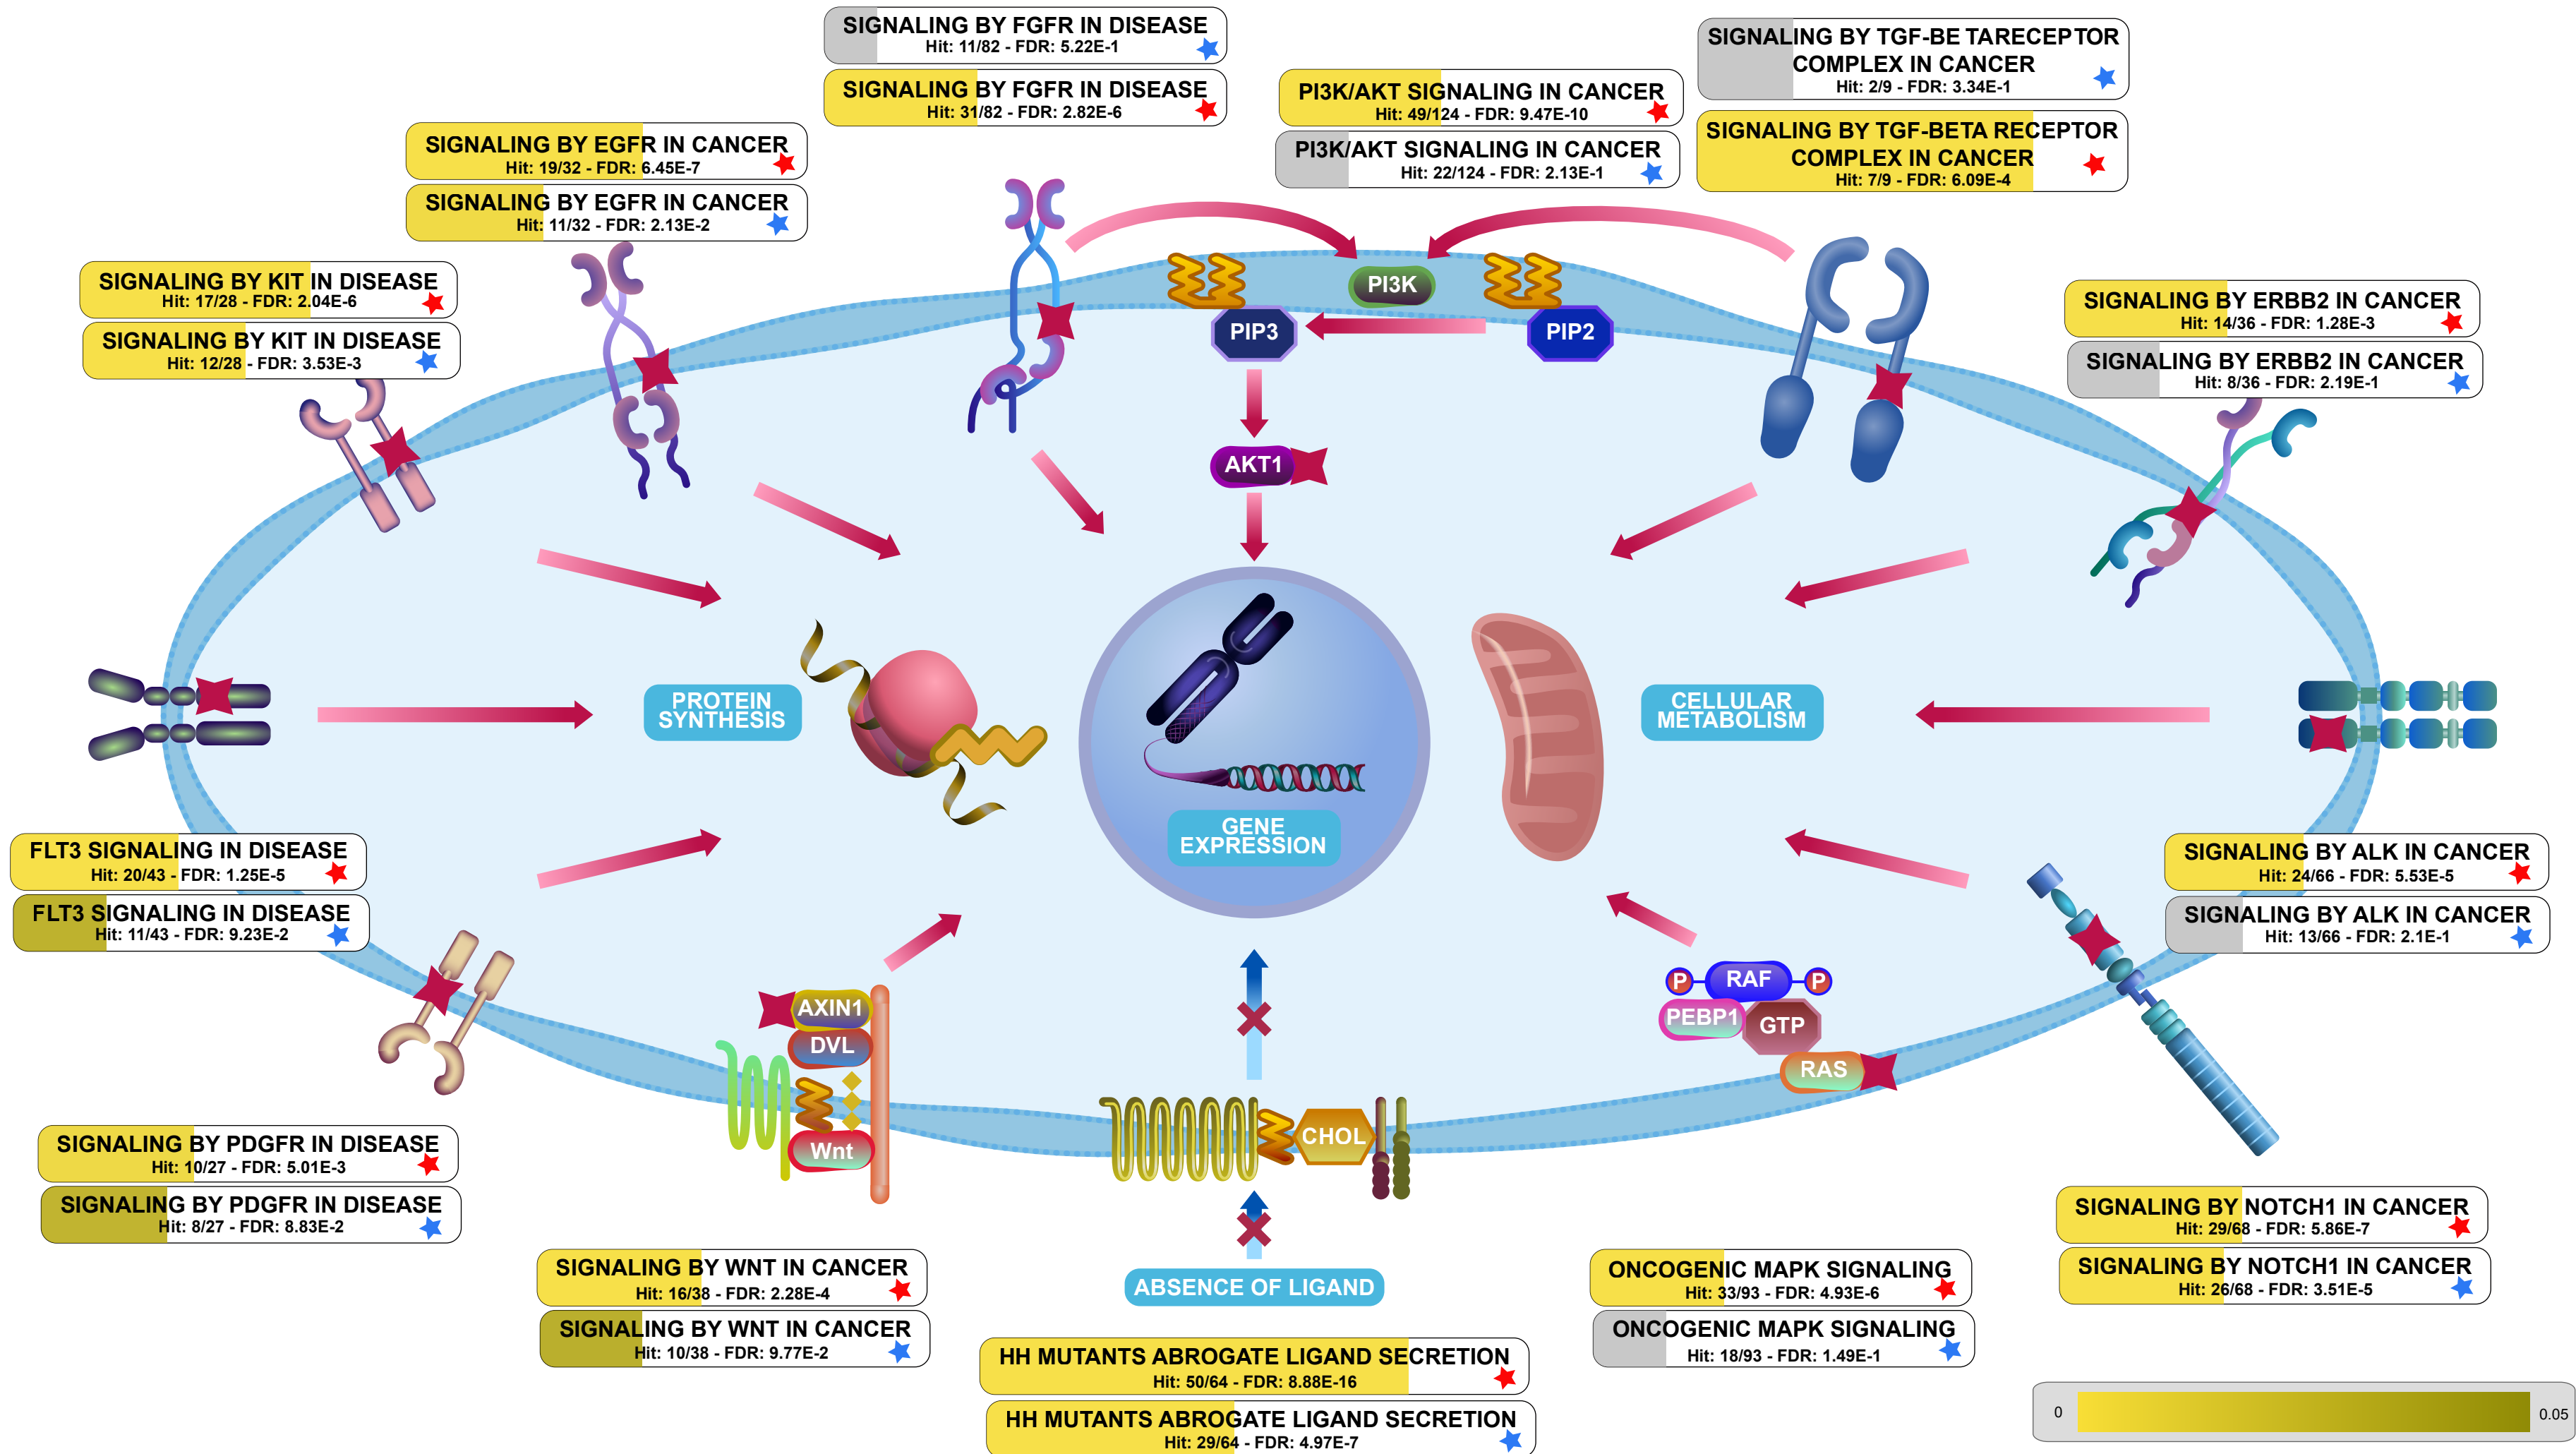 SIGNALING BY FGFR IN DISEASE
Hit: 11/82 - FDR: 5.22E-1
SIGNALING BY FGFR IN DISEASE
Hit: 31/82 - FDR: 2.82E-6
PI3K/AKT SIGNALING IN CANCER
Hit: 49/124 - FDR: 9.47E-10
PI3K/AKT SIGNALING IN CANCER
Hit: 22/124 - FDR: 2.13E-1
SIGNALING BY TGF-BE TARECEPTOR
COMPLEX IN CANCER
Hit: 2/9 - FDR: 3.34E-1
SIGNALING BY TGF-BETA RECEPTOR
COMPLEX IN CANCER
Hit: 7/9 - FDR: 6.09E-4
SIGNALING BY EGFR IN CANCER
Hit: 19/32 - FDR: 6.45E-7
SIGNALING BY EGFR IN CANCER
Hit: 11/32 - FDR: 2.13E-2
SIGNALING BY KIT IN DISEASE
Hit: 17/28 - FDR: 2.04E-6
SIGNALING BY KIT IN DISEASE
Hit: 12/28 - FDR: 3.53E-3
SIGNALING BY ERBB2 IN CANCER
Hit: 14/36 - FDR: 1.28E-3
SIGNALING BY ERBB2 IN CANCER
Hit: 8/36 - FDR: 2.19E-1
PI3K
PIP3
PIP2
AKT1
PROTEIN
SYNTHESIS
CELLULAR
METABOLISM
GENE
EXPRESSION
FLT3 SIGNALING IN DISEASE
Hit: 20/43 - FDR: 1.25E-5
FLT3 SIGNALING IN DISEASE
Hit: 11/43 - FDR: 9.23E-2
SIGNALING BY ALK IN CANCER
Hit: 24/66 - FDR: 5.53E-5
SIGNALING BY ALK IN CANCER
Hit: 13/66 - FDR: 2.1E-1
AXIN1
DVL
Wnt
P
RAF
P
PEBP1
GTP
RAS
CHOL
SIGNALING BY PDGFR IN DISEASE
Hit: 10/27 - FDR: 5.01E-3
SIGNALING BY PDGFR IN DISEASE
Hit: 8/27 - FDR: 8.83E-2
SIGNALING BY WNT IN CANCER
Hit: 16/38 - FDR: 2.28E-4
SIGNALING BY WNT IN CANCER
Hit: 10/38 - FDR: 9.77E-2
ABSENCE OF LIGAND
HH MUTANTS ABROGATE LIGAND SECRETION
Hit: 50/64 - FDR: 8.88E-16
HH MUTANTS ABROGATE LIGAND SECRETION
Hit: 29/64 - FDR: 4.97E-7
ONCOGENIC MAPK SIGNALING
Hit: 33/93 - FDR: 4.93E-6
ONCOGENIC MAPK SIGNALING
Hit: 18/93 - FDR: 1.49E-1
SIGNALING BY NOTCH1 IN CANCER
Hit: 29/68 - FDR: 5.86E-7
SIGNALING BY NOTCH1 IN CANCER
Hit: 26/68 - FDR: 3.51E-5
0
0.05